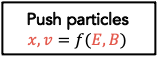 Push particles
x, v = f(E, B)